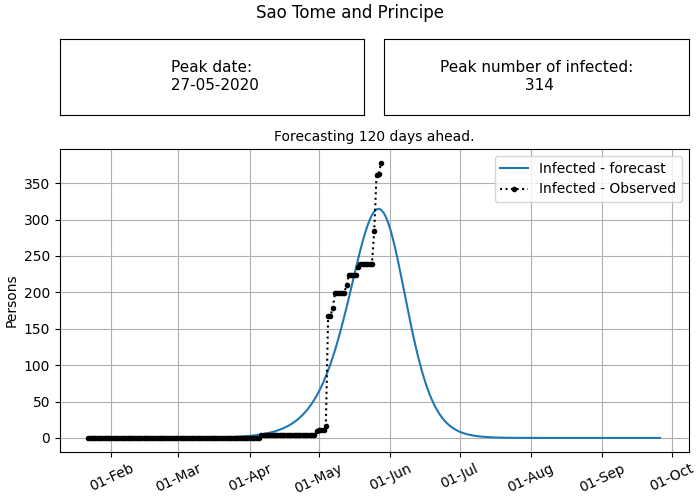 Sao Tome and Principe
Peak date:
27-05-2020
Peak number of infected:
314
Forecasting 120 days ahead.
Infected - forecast
Infected - Observed
Persons
350
300
250
200
150
100
50
0
01-Feb
01-Mar
01-Apr
01-May
01-Jun
01-Jul
01-Aug
01-Sep
01-Oct